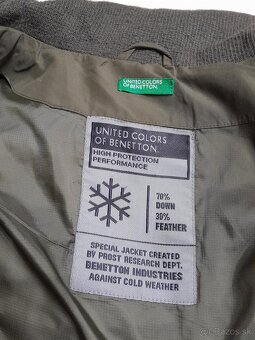 UNITED COLORS
OF BENETTON.
UNITED COLORS
OF BENETTON.
HIGH PROTECTION
PERFORMANCE
70%
DOWN
30%
FEATHER
SPECIAL JACKET CREATED
BY PROST RESEARCH DEPT.
BENETTON INDUSTRIES
AGAINST COLD WEATHER